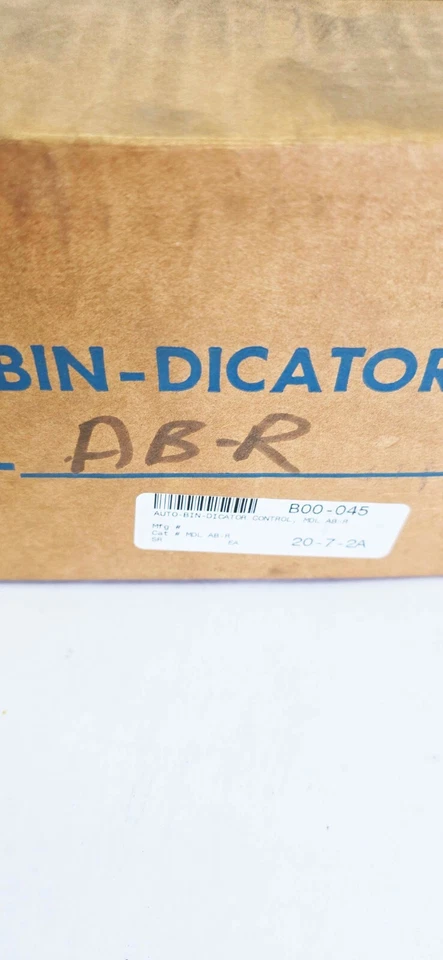 BIN-DICATOR
AB-R
B00-045
AUTO-BIN-DICATOR CONTROL, MDL AB-R
Mfg #
Cat # MDL AB-R
SR EA
20-7-2A